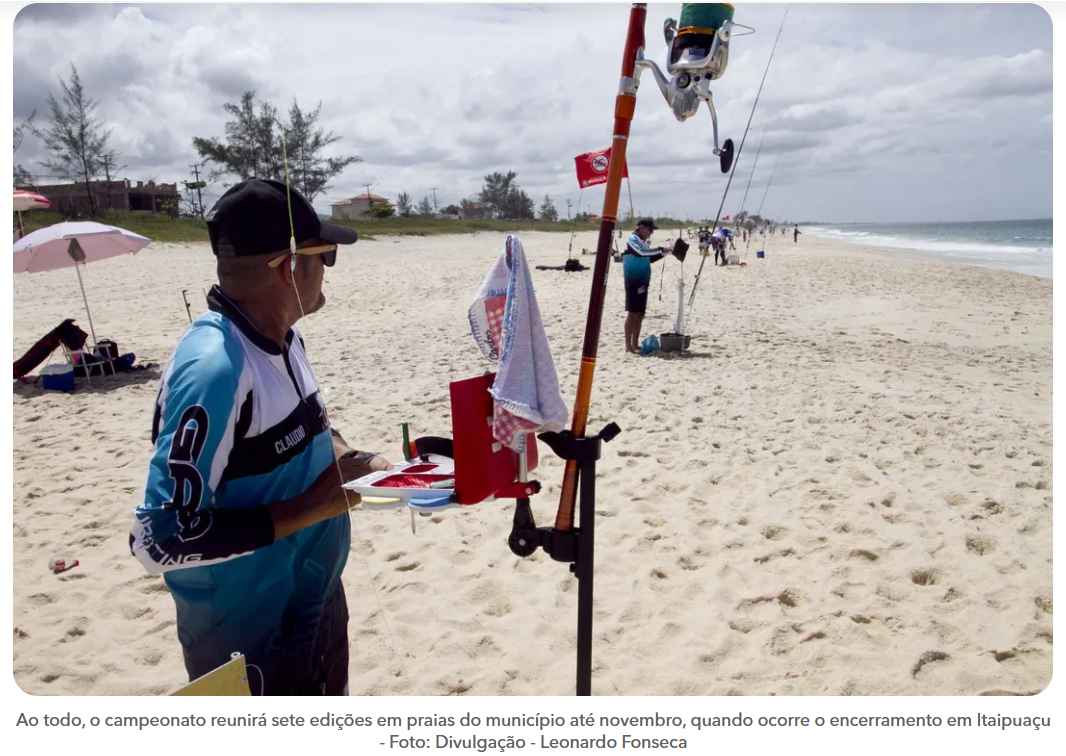 CLAUDIO
Ao todo, o campeonato reunirá sete edições em praias do município até novembro, quando ocorre o encerramento em Itaipuaçu
- Foto: Divulgação - Leonardo Fonseca